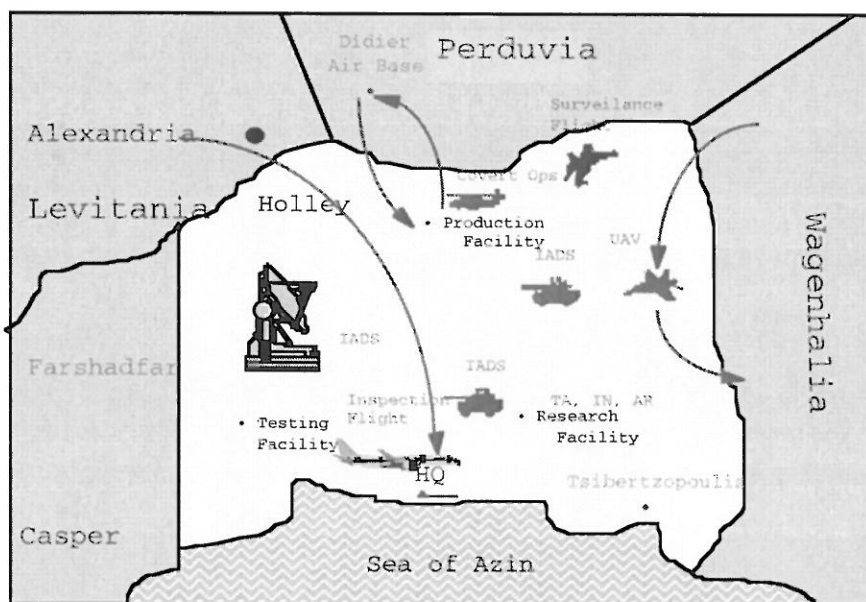 Didier
Air Base
Perduvia
Surveilance
Flight
Alexandria
Covert Ops
Levitania
Holley
Production
Facility
UAV
Wagenhalia
IADS
IADS
Farshadfar
IADS
Inspection
Flight
TA, IN, AR
Testing
Facility
Research
Facility
HQ
Tsibertzopoulis
Casper
Sea of Azin